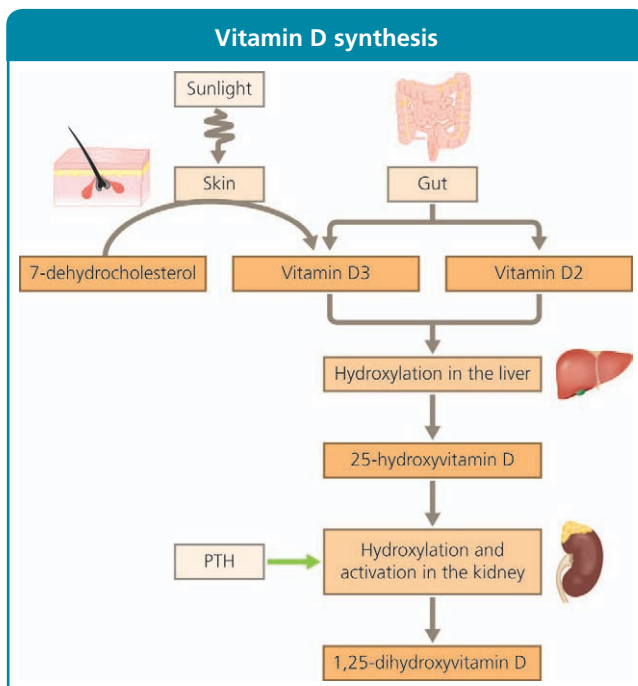 Vitamin D synthesis
Sunlight
Skin
Gut
7-dehydrocholesterol
Vitamin D3
Vitamin D2
Hydroxylation in the liver
25-hydroxyvitamin D
PTH
Hydroxylation and
activation in the kidney
1,25-dihydroxyvitamin D